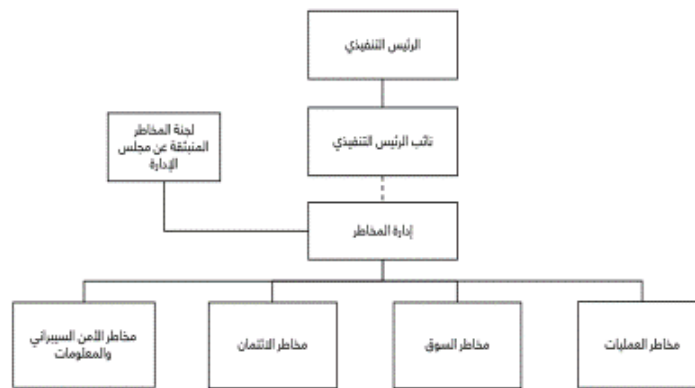 الرئيس التنفيذي
نائب الرئيس التنفيذي
لجنة المخاطر
المنبثقة عن مجلس
الإدارة
إدارة المخاطر
مخاطر العمليات
مخاطر السوق
مخاطر الائتمان
مخاطر الأمن السيبراني
والمعلومات